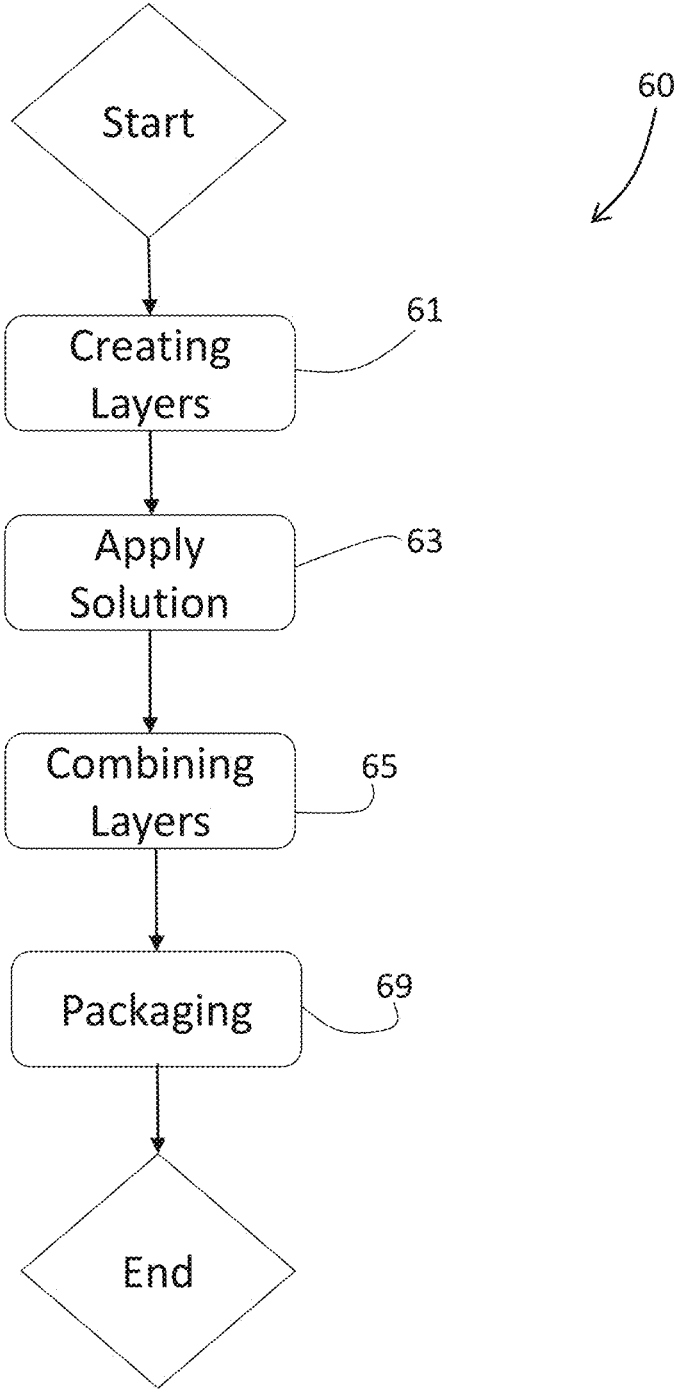 Start
60
61
Creating
Layers
Apply
Solution
63
Combining
Layers
65
Packaging
69
End